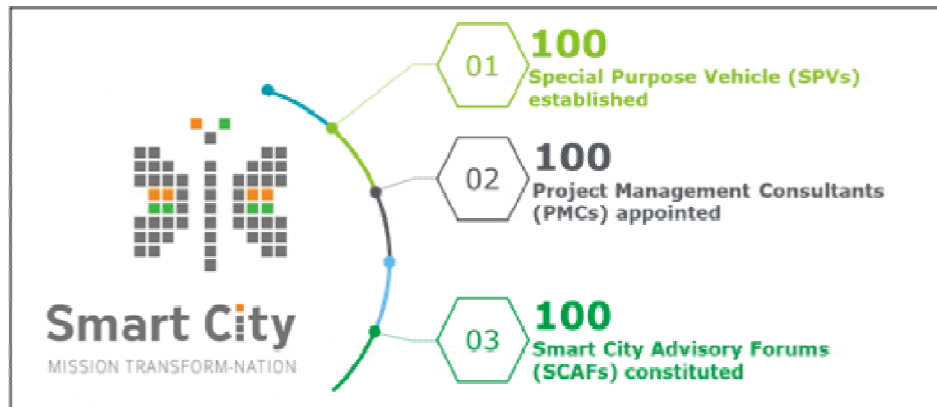 01
100
Special Purpose Vehicle (SPVs)
established
02
100
Project Management Consultants
(PMCs) appointed
Smart City
MISSION TRANSFORM-NATION
03
100
Smart City Advisory Forums
(SCAFs) constituted